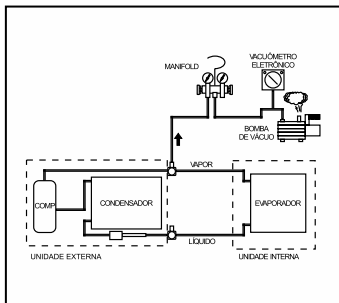 VACUÔMETRO
ELETRÔNICO
MANIFOLD
BOMBA
DE VÁCUO
VAPOR
COMP
CONDENSADOR
EVAPORADOR
LÍQUIDO
UNIDADE EXTERNA
UNIDADE INTERNA